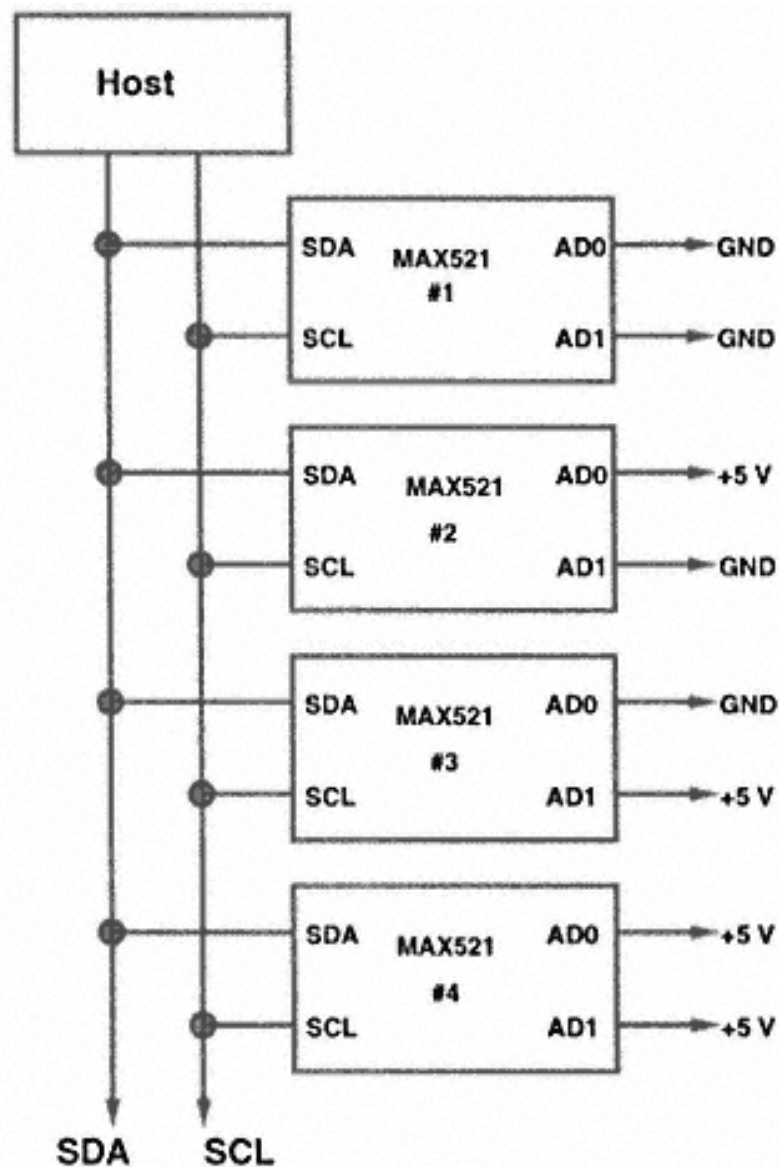 Host
SDA MAX521 AD0 GND
#1
SCL AD1 GND
SDA MAX521 AD0 +5 V
#2
SCL AD1 GND
SDA MAX521 AD0 GND
#3
SCL AD1 +5 V
SDA MAX521 AD0 +5 V
#4
SCL AD1 +5 V
SDA SCL